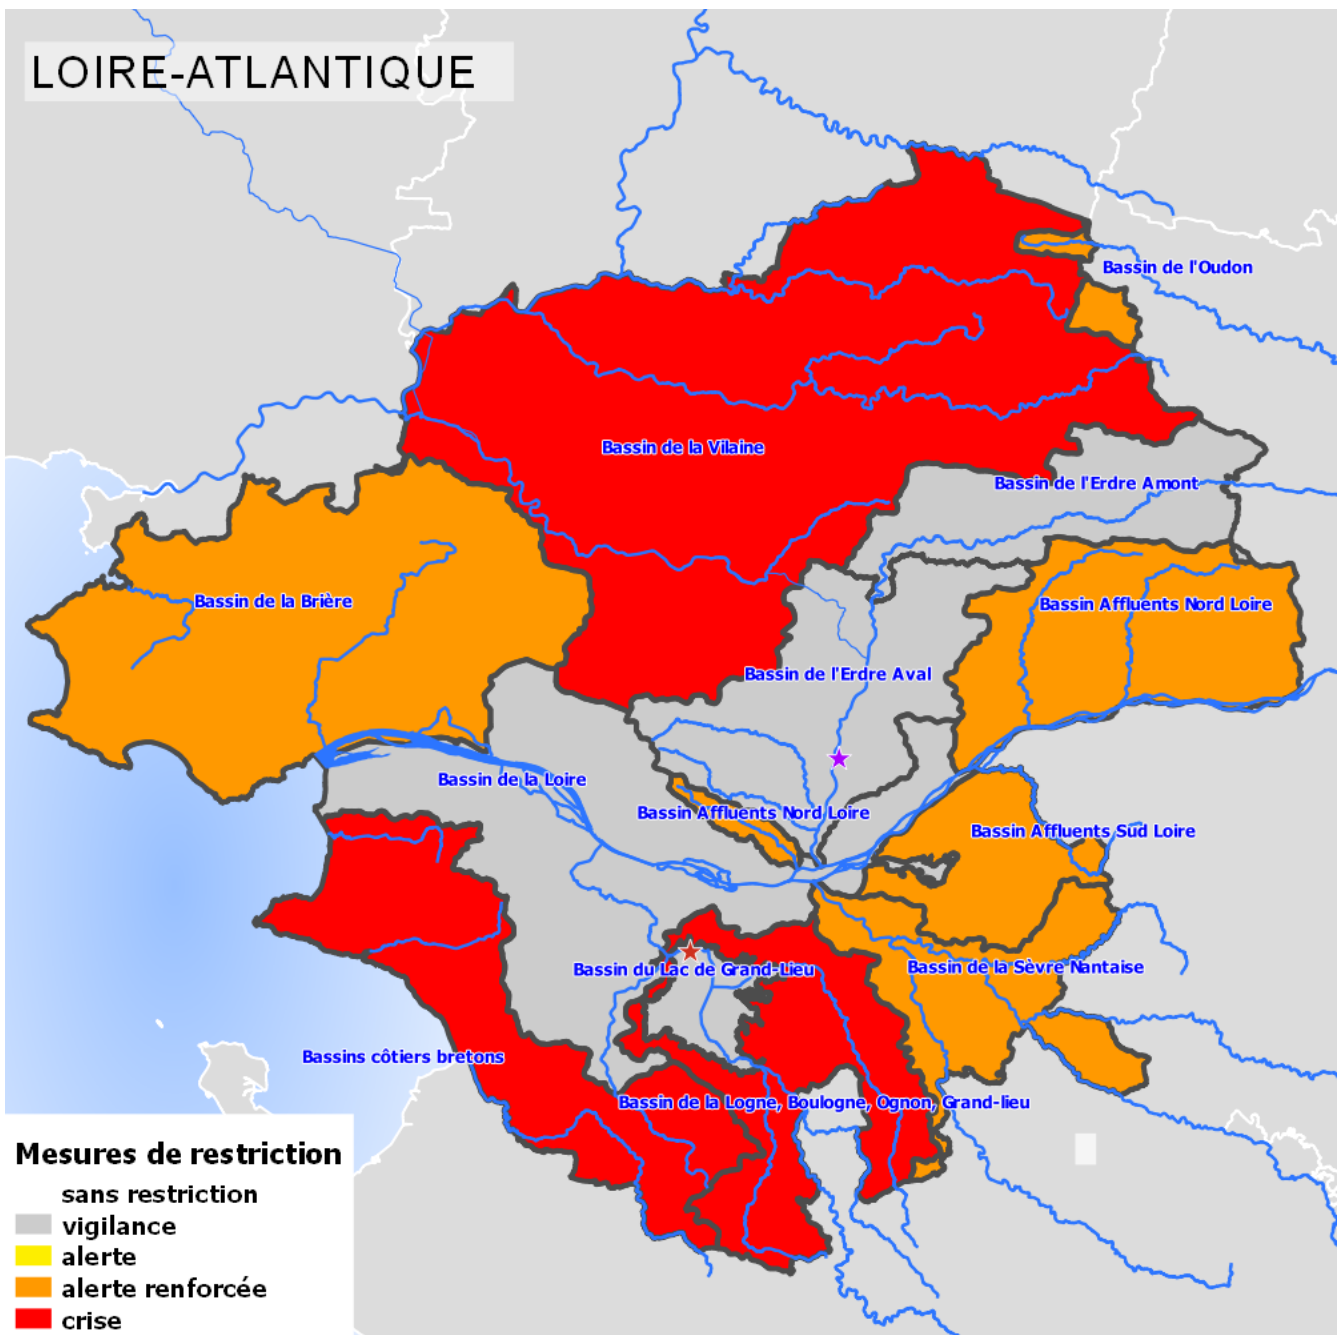 LOIRE-ATLANTIQUE
Bassin de l'Oudon
Bassin de la Vilaine
Bassin de l'Erdre Amont
Bassin de la Brière
Bassin Affluents Nord Loire
Bassin de l'Erdre Aval
Bassin de la Loire
Bassin Affluents Nord Loire
Bassin Affluents Sud Loire
Bassin du Lac de Grand-Lieu
Bassin de la Sèvre Nantaise
Bassins côtiers bretons
Bassin de la Logne, Boulogne, Ognon, Grand-lieu
Mesures de restriction
sans restriction
vigilance
alerte
alerte renforcée
crise